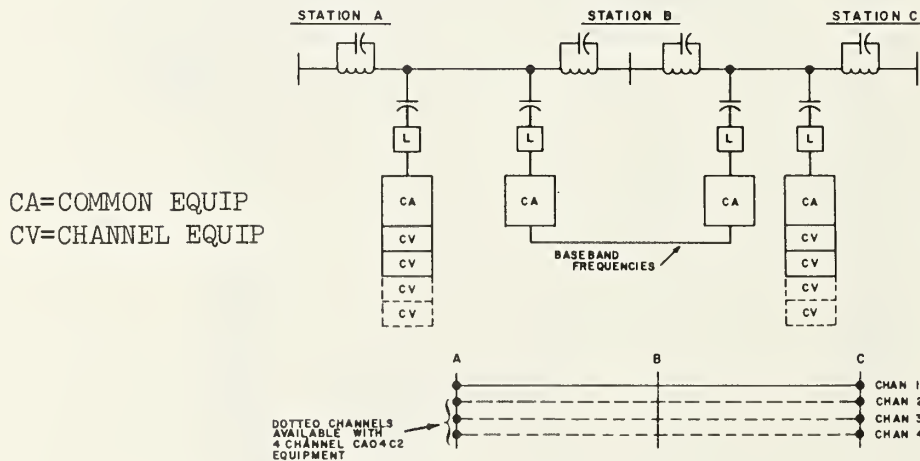 STATION A
STATION B
STATION C
L
L
L
L
CA=COMMON EQUIP
CV=CHANNEL EQUIP
CA
CA
CA
CA
CV
CV
CV
CV
CV
CV
CV
CV
BASEBAND
FREQUENCIES
A
B
C
CHAN 1
CHAN 2
CHAN 3
CHAN 4
DOTTED CHANNELS
AVAILABLE WITH
4 CHANNEL CA04C2
EQUIPMENT